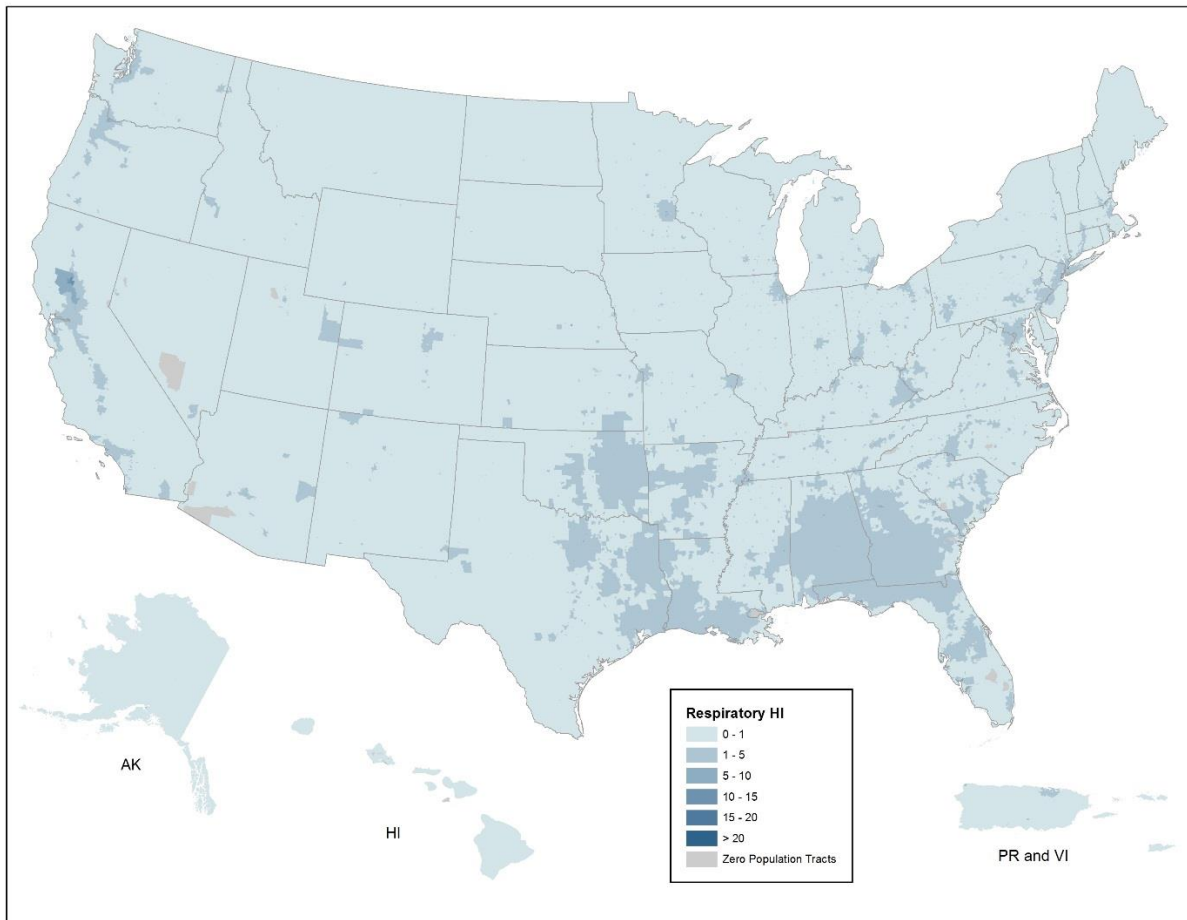 Respiratory HI
0 - 1
1 - 5
5 - 10
10 - 15
15 - 20
> 20
Zero Population Tracts
AK
HI
PR and VI